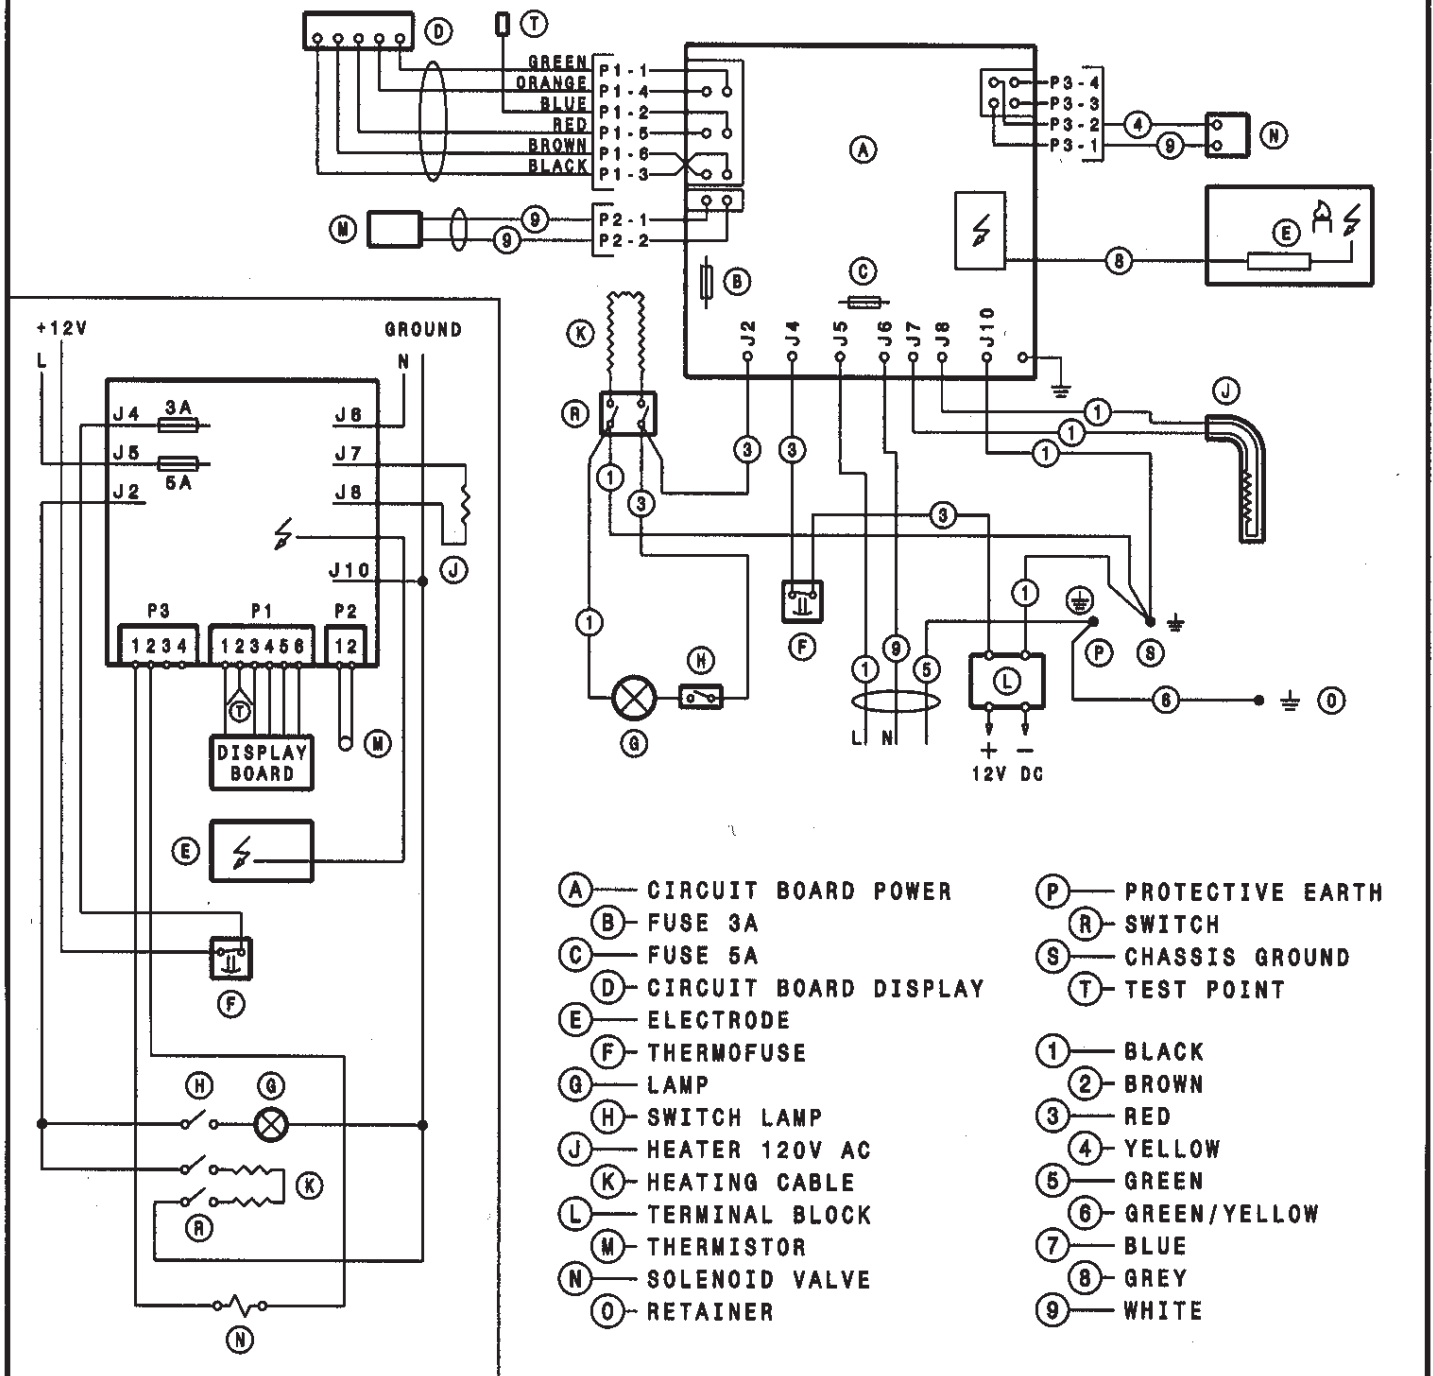 D
T
GREEN P1-1
ORANGE P1-4
BLUE P1-2
RED P1-5
BROWN P1-6
BLACK P1-3
M 9 P2-1
9 P2-2
A
P3-4
P3-3
P3-2 4
P3-1 9
N
E
8
B
C
K
R
J2 J4 J5 J6 J7 J8 J10
J
1
1
1
3 3
1
3
3
1
1
F
H
G
1 9 5
L N
L
+ -
12V DC
P S
6 O
+12V GROUND
L N
J4 3A J6
J5 J7
5A
J2 J8
J10 J
P3 P1 P2
1234 123456 12
T
M
DISPLAY
BOARD
E
F
H G
K
R
N
A CIRCUIT BOARD POWER
B FUSE 3A
C FUSE 5A
D CIRCUIT BOARD DISPLAY
E ELECTRODE
F THERMOFUSE
G LAMP
H SWITCH LAMP
J HEATER 120V AC
K HEATING CABLE
L TERMINAL BLOCK
M THERMISTOR
N SOLENOID VALVE
O RETAINER
P PROTECTIVE EARTH
R SWITCH
S CHASSIS GROUND
T TEST POINT
1 BLACK
2 BROWN
3 RED
4 YELLOW
5 GREEN
6 GREEN/YELLOW
7 BLUE
8 GREY
9 WHITE